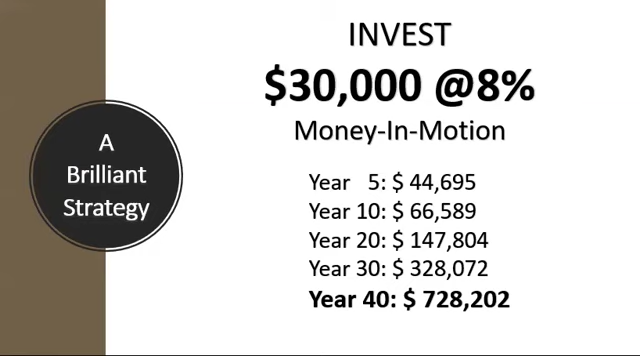 INVEST
$30,000 @8%
Money-In-Motion
A
Brilliant
Strategy
Year 5: $ 44,695
Year 10: $ 66,589
Year 20: $ 147,804
Year 30: $ 328,072
Year 40: $ 728,202